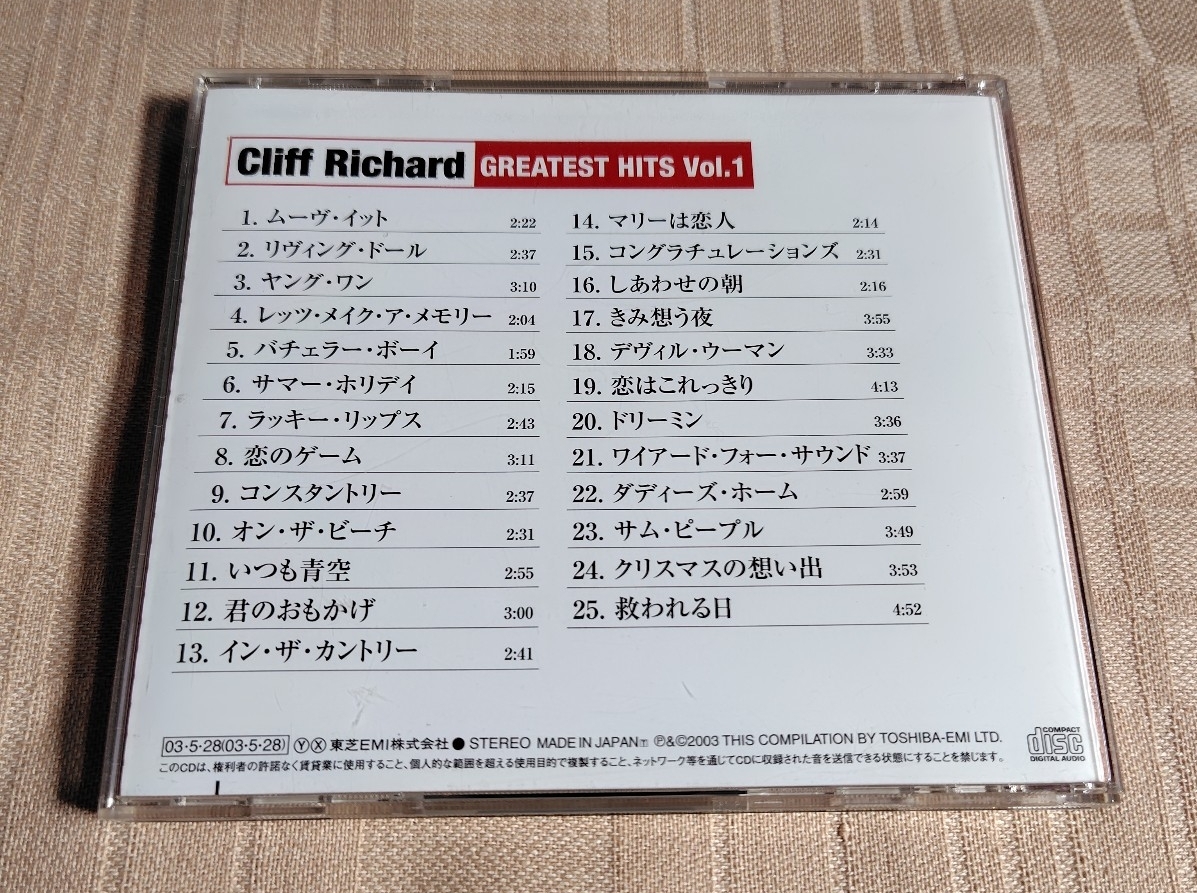 Cliff Richard GREATEST HITS Vol.1
1. ムーヴ・イット 2:22
2. リヴィング・ドール 2:37
3. ヤング・ワン 3:10
4. レッツ・メイク・ア・メモリー 2:04
5. バチェラー・ボーイ 1:59
6. サマー・ホリデイ 2:15
7. ラッキー・リップス 2:43
8. 恋のゲーム 3:11
9. コンスタントリー 2:37
10. オン・ザ・ビーチ 2:31
11. いつも青空 2:55
12. 君のおもかげ 3:00
13. イン・ザ・カントリー 2:41
14. マリーは恋人 2:14
15. コングラチュレーションズ 2:31
16. しあわせの朝 2:16
17. きみ想う夜 3:55
18. デヴィル・ウーマン 3:33
19. 恋はこれっきり 4:13
20. ドリーミン 3:36
21. ワイアード・フォー・サウンド 3:37
22. ダディーズ・ホーム 2:59
23. サム・ピープル 3:49
24. クリスマスの想い出 3:53
25. 救われる日 4:52
03・5・28(03・5・28) Ⓨ Ⓧ 東芝EMI株式会社 ● STEREO MADE IN JAPAN T ℗&©2003 THIS COMPILATION BY TOSHIBA-EMI LTD.
このCDは、権利者の許諾なく賃貸業に使用すること、個人的な範囲を超える使用目的で複製すること、ネットワーク等を通じてCDに収録された音を送信できる状態にすることを禁じます。
COMPACT
disc
DIGITAL AUDIO